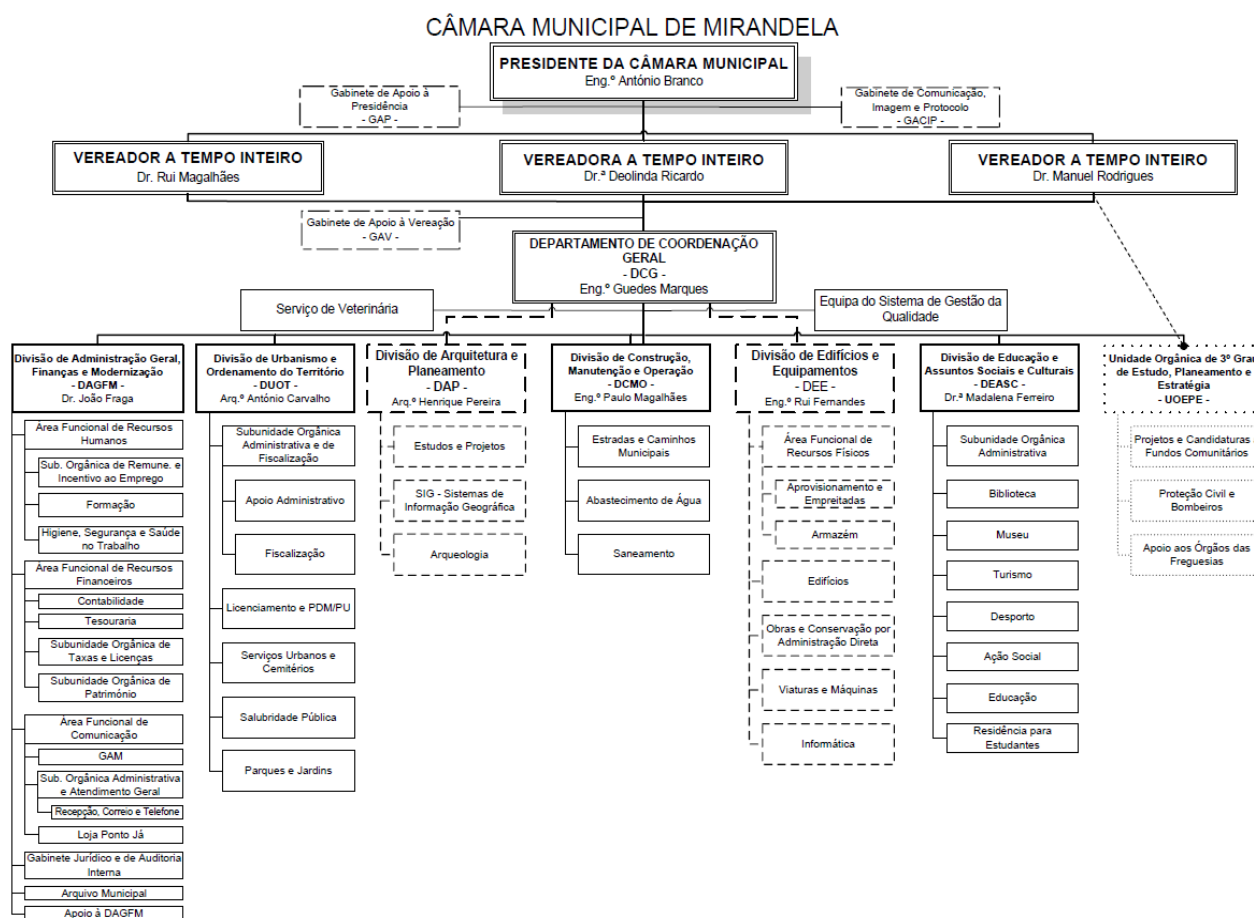 CÂMARA MUNICIPAL DE MIRANDELA
PRESIDENTE DA CÂMARA MUNICIPAL
Eng.º António Branco
Gabinete de Apoio à
Presidência
- GAP -
Gabinete de Comunicação,
Imagem e Protocolo
- GACIP -
VEREADOR A TEMPO INTEIRO
Dr. Rui Magalhães
VEREADORA A TEMPO INTEIRO
Dr.ª Deolinda Ricardo
VEREADOR A TEMPO INTEIRO
Dr. Manuel Rodrigues
Gabinete de Apoio à Vereação
- GAV -
DEPARTAMENTO DE COORDENAÇÃO
GERAL
- DCG -
Eng.º Guedes Marques
Serviço de Veterinária
Equipa do Sistema de Gestão da
Qualidade
Divisão de Administração Geral,
Finanças e Modernização
- DAGFM -
Dr. João Fraga
Área Funcional de Recursos
Humanos
Sub. Orgânica de Remune. e
Incentivo ao Emprego
Formação
Higiene, Segurança e Saúde
no Trabalho
Área Funcional de Recursos
Financeiros
Contabilidade
Tesouraria
Subunidade Orgânica de
Taxas e Licenças
Subunidade Orgânica de
Património
Área Funcional de
Comunicação
GAM
Sub. Orgânica Administrativa
e Atendimento Geral
Recepção, Correio e Telefone
Loja Ponto Já
Gabinete Jurídico e de Auditoria
Interna
Arquivo Municipal
Apoio à DAGFM
Divisão de Urbanismo e
Ordenamento do Território
- DUOT -
Arq.º António Carvalho
Subunidade Orgânica
Administrativa e de
Fiscalização
Apoio Administrativo
Fiscalização
Licenciamento e PDM/PU
Serviços Urbanos e
Cemitérios
Salubridade Pública
Parques e Jardins
Divisão de Arquitetura e
Planeamento
- DAP -
Arq.º Henrique Pereira
Estudos e Projetos
SIG - Sistemas de
Informação Geográfica
Arqueologia
Divisão de Construção,
Manutenção e Operação
- DCMO -
Eng.º Paulo Magalhães
Estradas e Caminhos
Municipais
Abastecimento de Água
Saneamento
Divisão de Edifícios e
Equipamentos
- DEE -
Eng.º Rui Fernandes
Área Funcional de
Recursos Físicos
Aprovisionamento e
Empreitadas
Armazém
Edifícios
Obras e Conservação por
Administração Direta
Viaturas e Máquinas
Informática
Divisão de Educação e
Assuntos Sociais e Culturais
- DEASC -
Dr.ª Madalena Ferreiro
Subunidade Orgânica
Administrativa
Biblioteca
Museu
Turismo
Desporto
Ação Social
Educação
Residência para
Estudantes
Unidade Orgânica de 3º Grau
de Estudo, Planeamento e
Estratégia
- UOEPE -
Projetos e Candidaturas a
Fundos Comunitários
Proteção Civil e
Bombeiros
Apoio aos Órgãos das
Freguesias